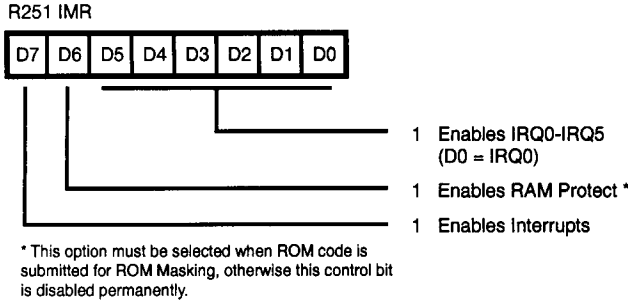 R251 IMR
D7 D6 D5 D4 D3 D2 D1 D0
1 Enables IRQ0-IRQ5
(D0 = IRQ0)
1 Enables RAM Protect *
1 Enables Interrupts
* This option must be selected when ROM code is
submitted for ROM Masking, otherwise this control bit
is disabled permanently.